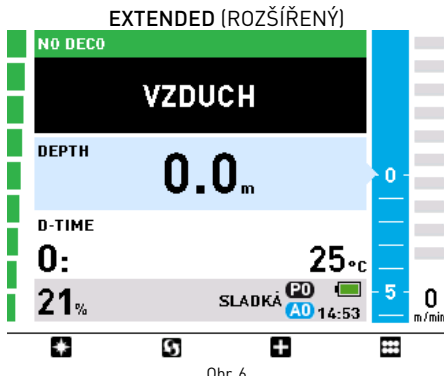 EXTENDED (ROZŠÍŘENÝ)
NO DECO
VZDUCH
DEPTH
0.0 m
0
D-TIME
0: 25°C
21% SLADKÁ P0 A0 14:53
5 0 m/min
Obr. 6